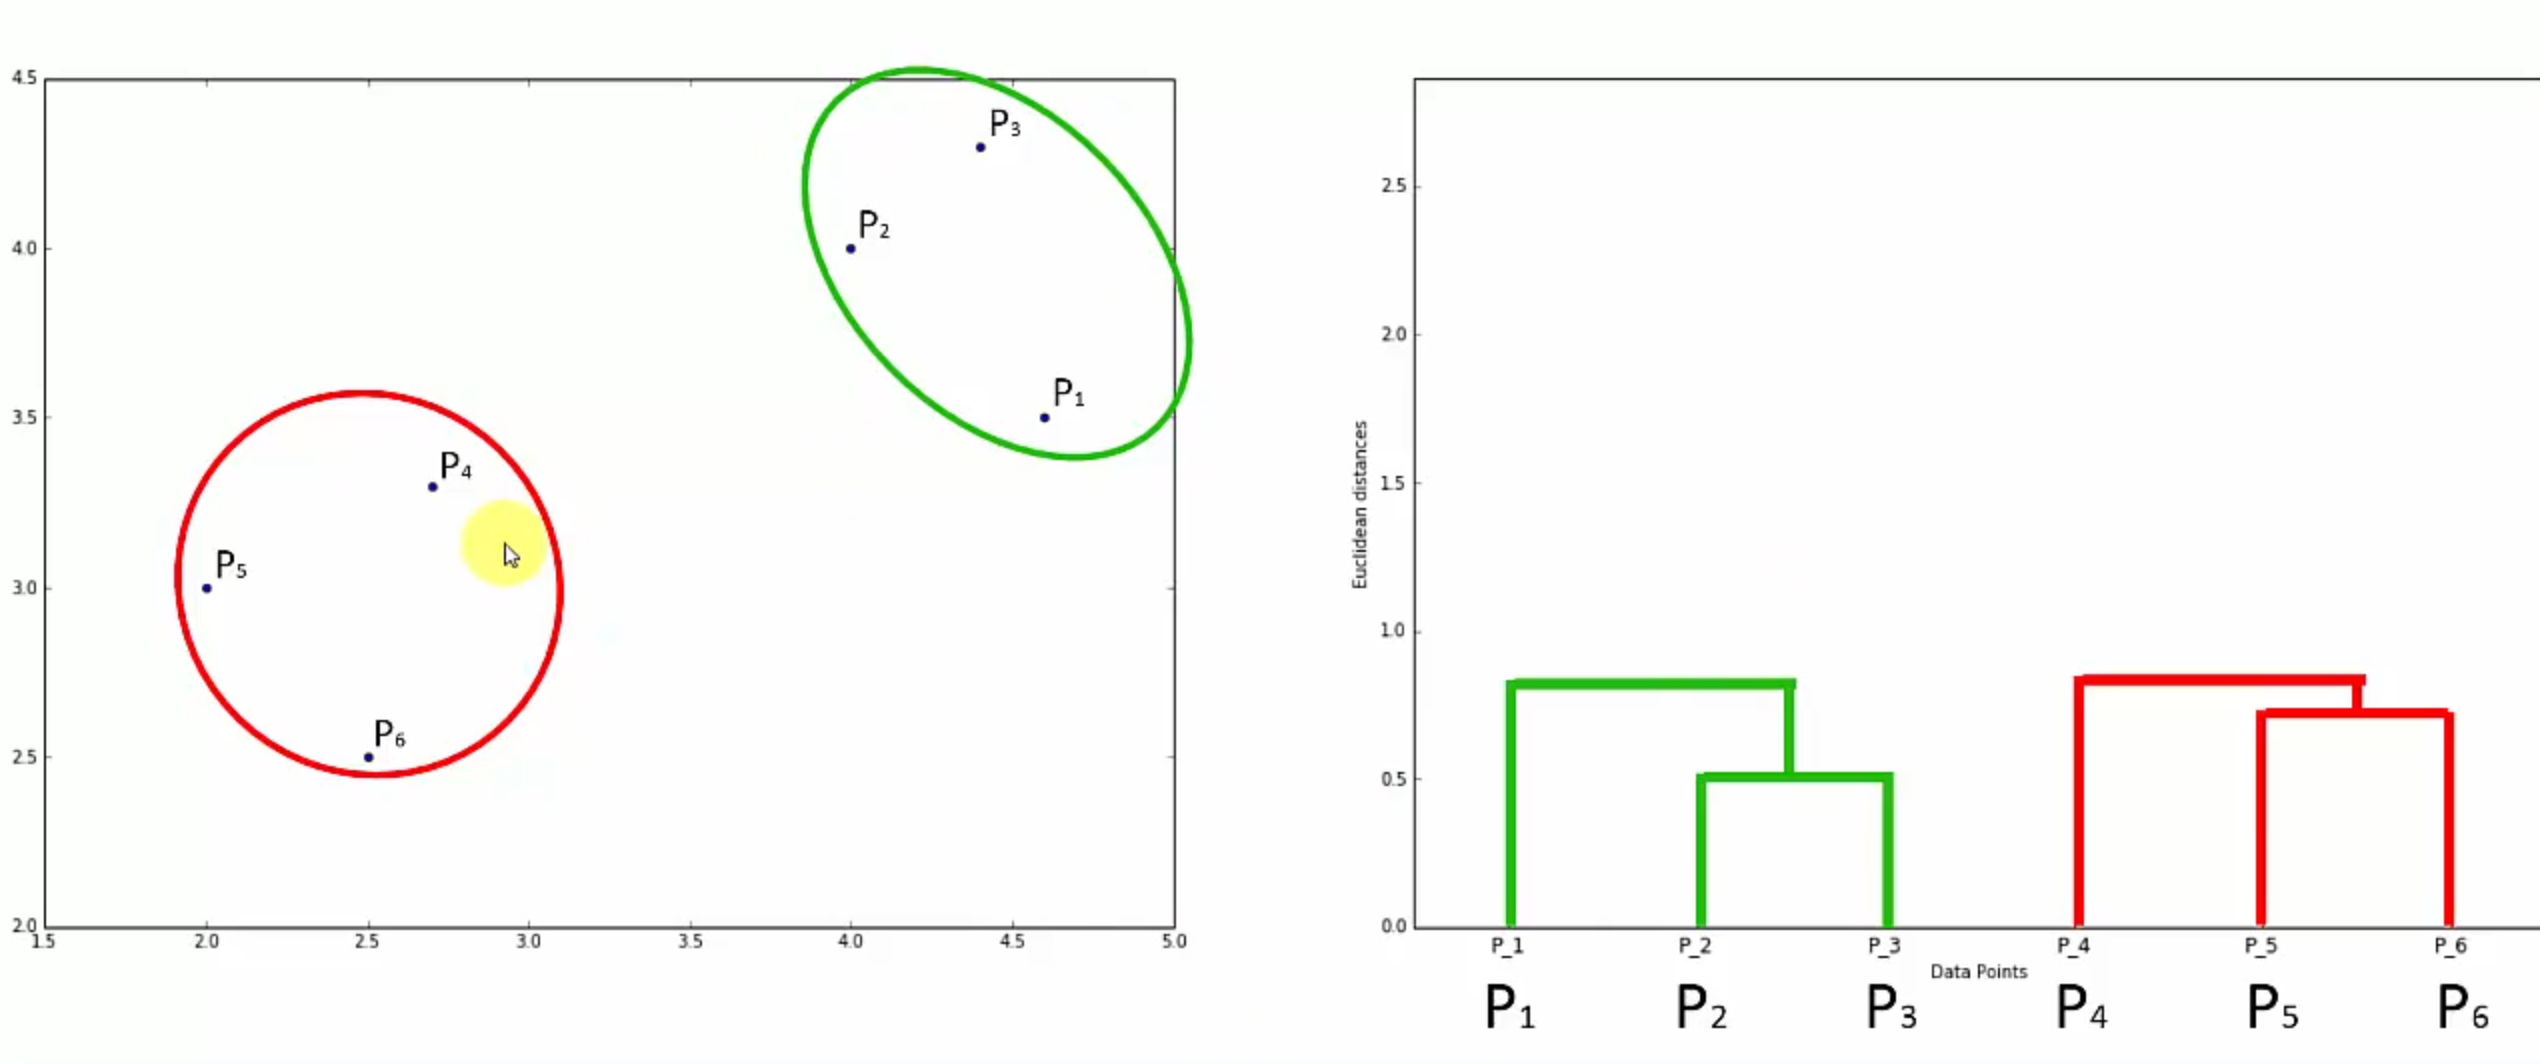 4.5
4.0
3.5
3.0
2.5
2.0
1.5 2.0 2.5 3.0 3.5 4.0 4.5 5.0
P₃
P₂
P₁
P₄
P₅
P₆
2.5
2.0
1.5
1.0
0.5
0.0
Euclidean distances
P_1 P_2 P_3 P_4 P_5 P_6
Data Points
P₁ P₂ P₃ P₄ P₅ P₆